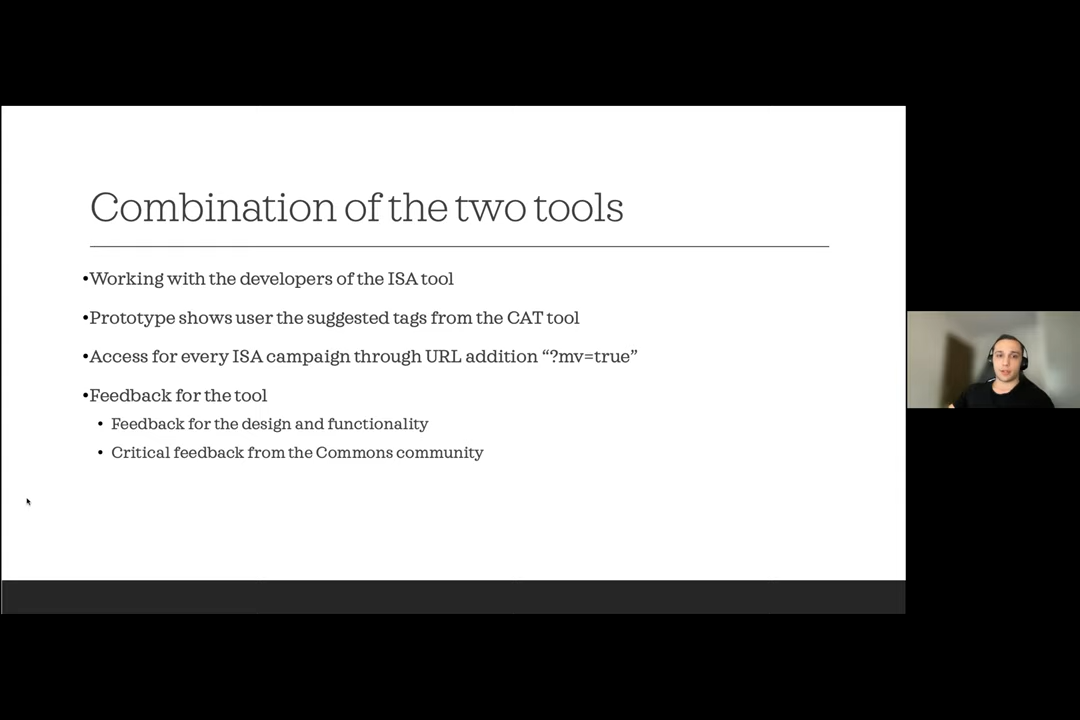 Combination of the two tools
•Working with the developers of the ISA tool
•Prototype shows user the suggested tags from the CAT tool
•Access for every ISA campaign through URL addition “?mv=true”
•Feedback for the tool
• Feedback for the design and functionality
• Critical feedback from the Commons community